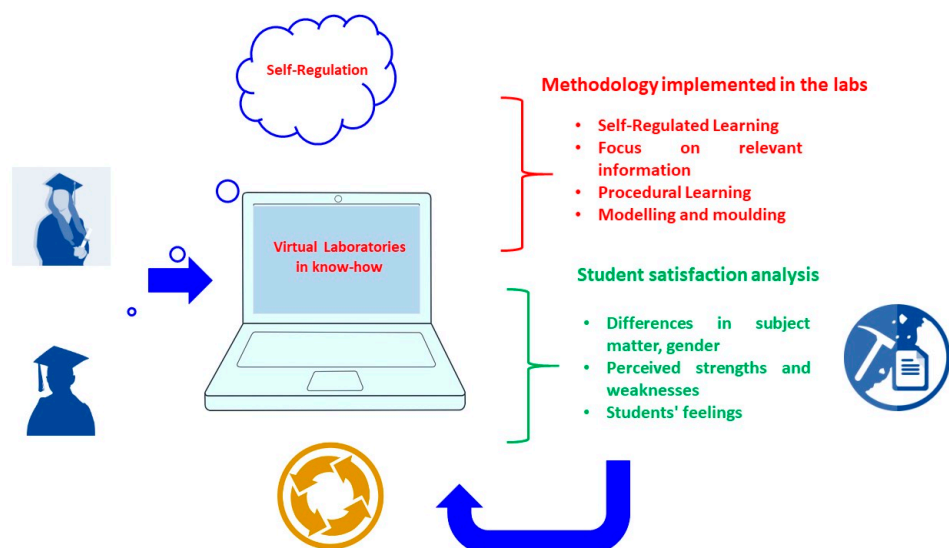 Self-Regulation
Virtual Laboratories
in know-how
Methodology implemented in the labs
• Self-Regulated Learning
• Focus on relevant
information
• Procedural Learning
• Modelling and moulding
Student satisfaction analysis
• Differences in subject
matter, gender
• Perceived strengths and
weaknesses
• Students' feelings